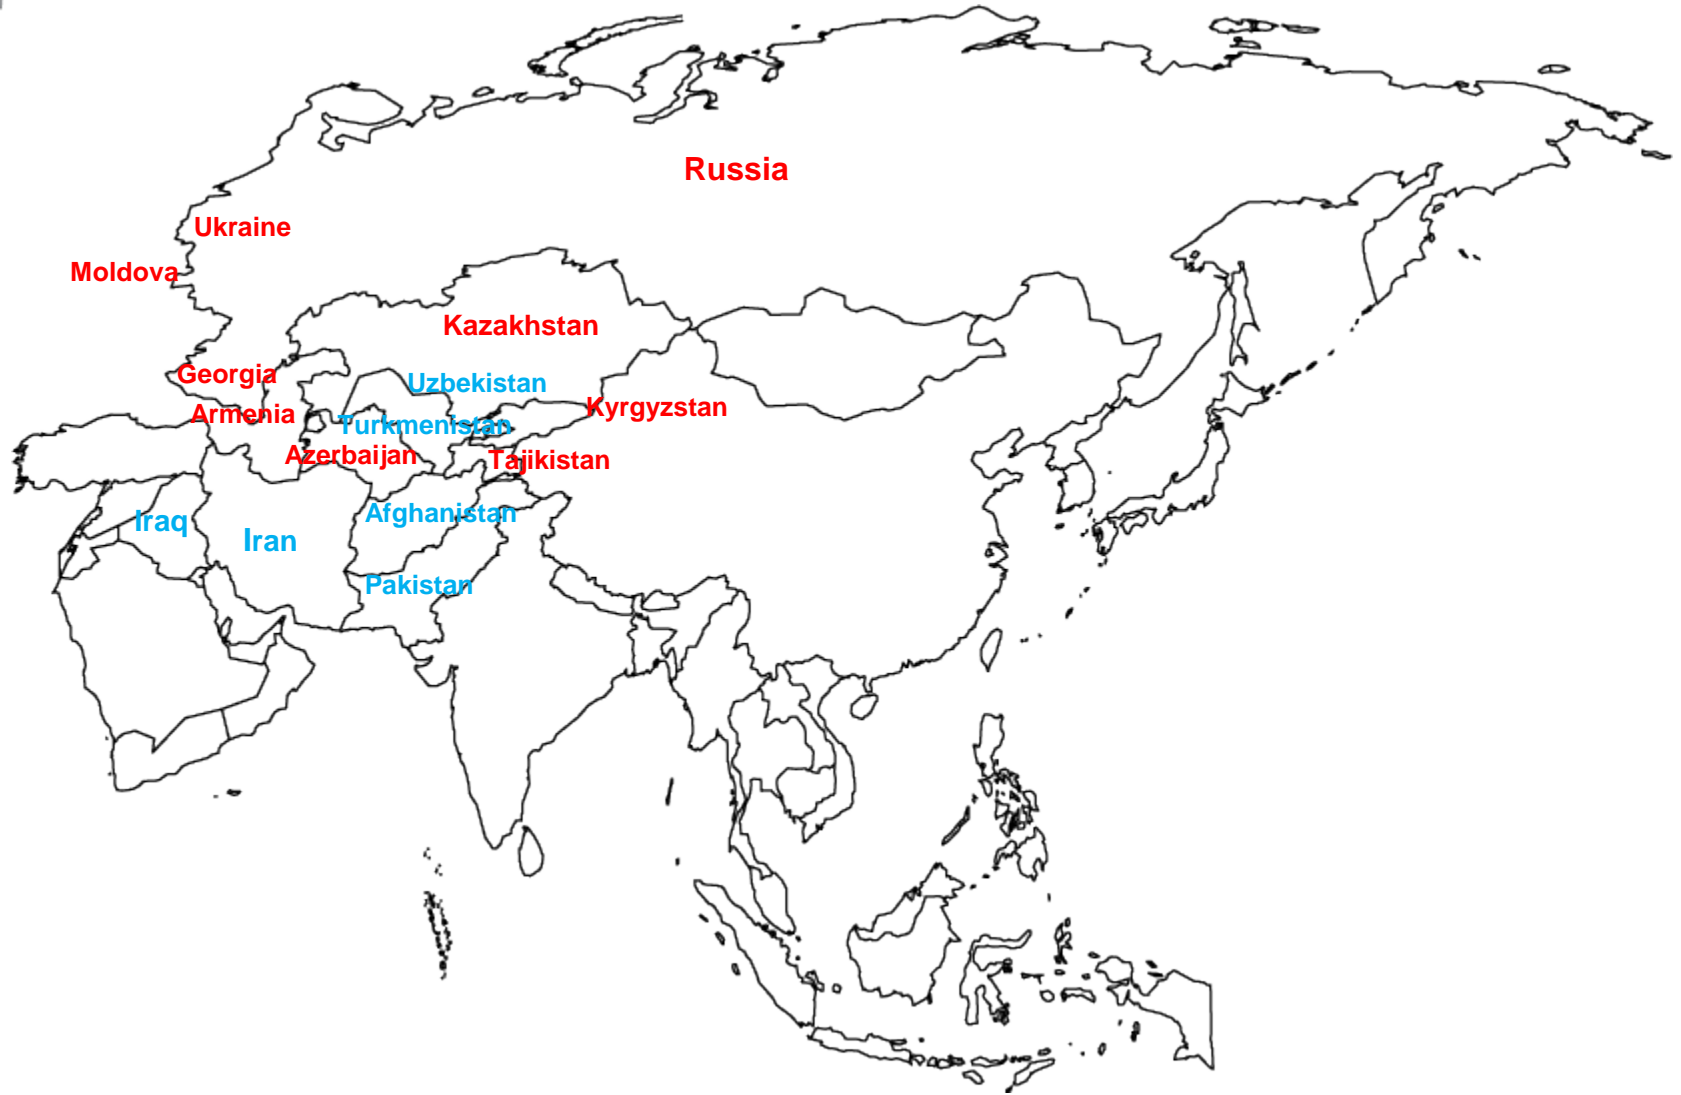 Russia
Ukraine
Moldova
Kazakhstan
Georgia
Uzbekistan
Armenia
Kyrgyzstan
Turkmenistan
Azerbaijan
Tajikistan
Iraq
Afghanistan
Iran
Pakistan